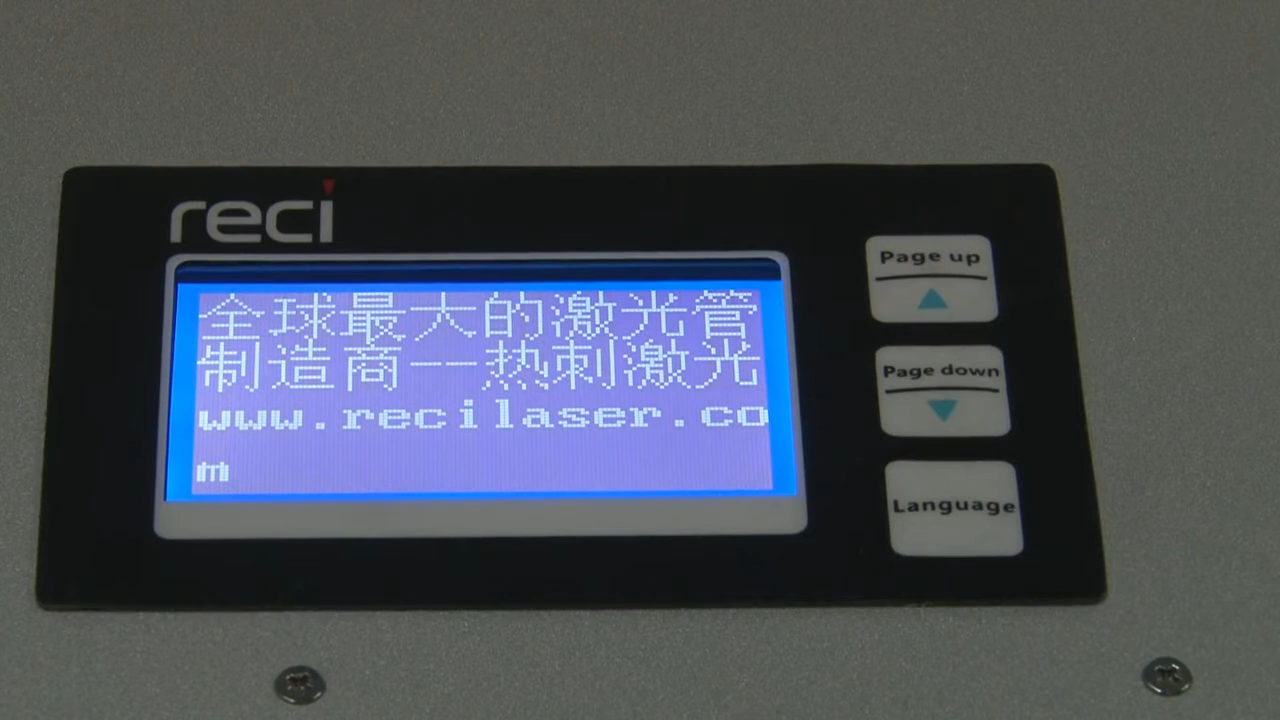 reci
全球最大的激光管
制造商--热刺激光
www.recilaser.co
m
Page up
Page down
Language